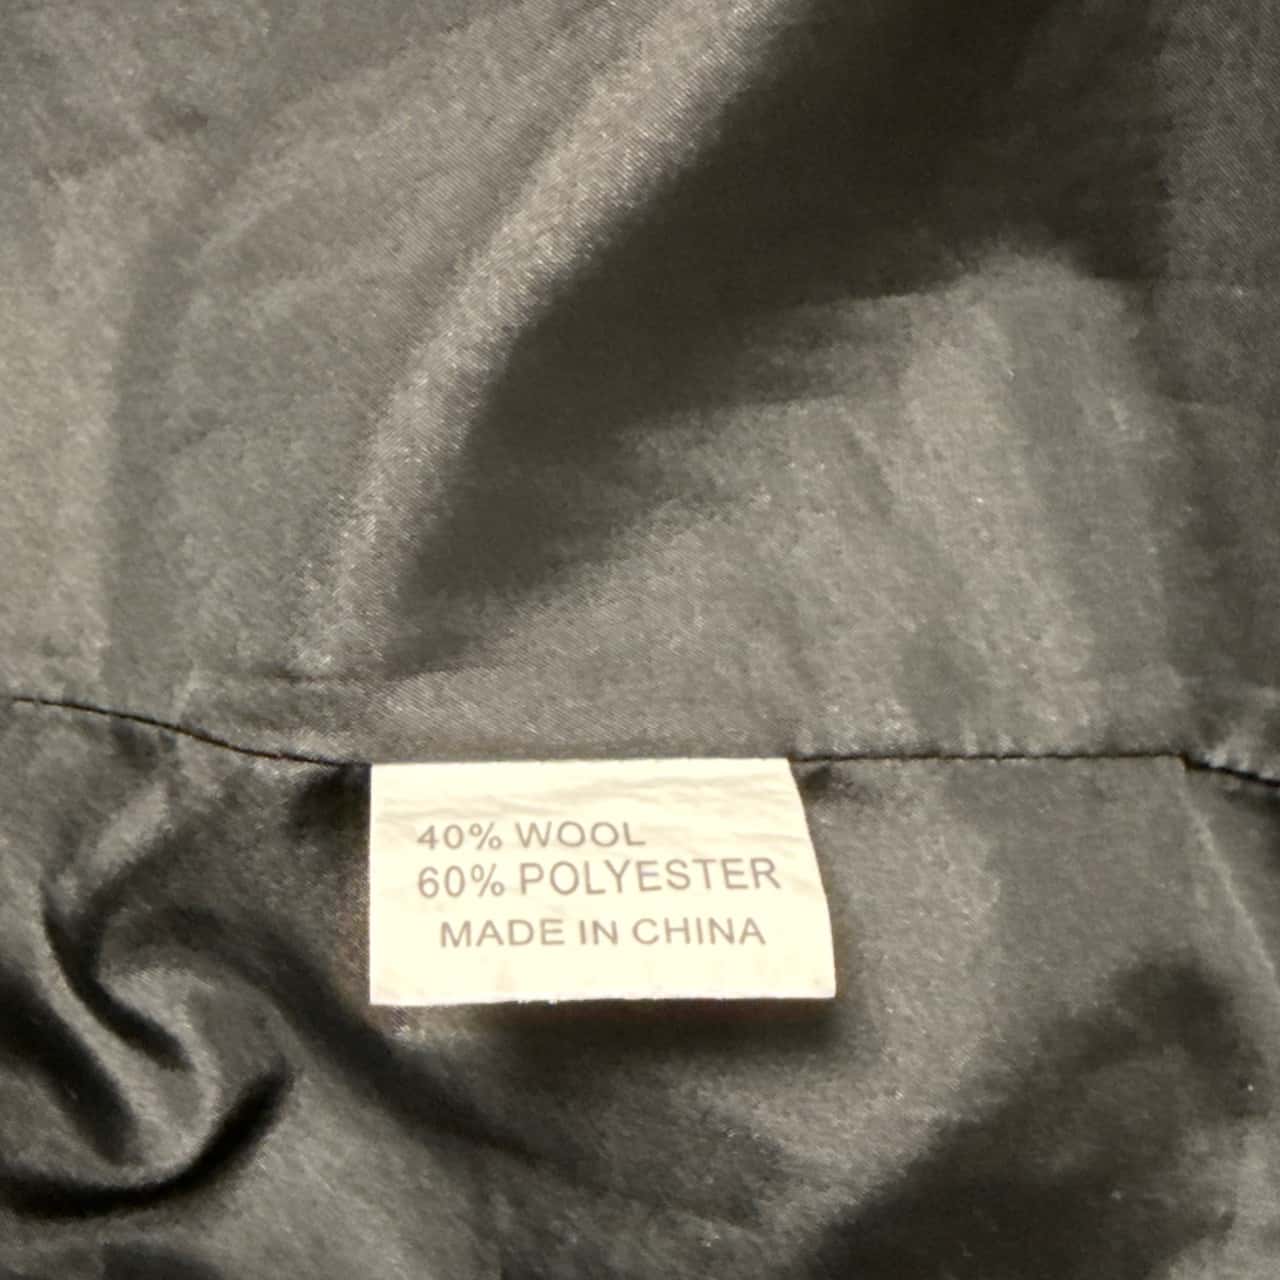 40% WOOL
60% POLYESTER
MADE IN CHINA